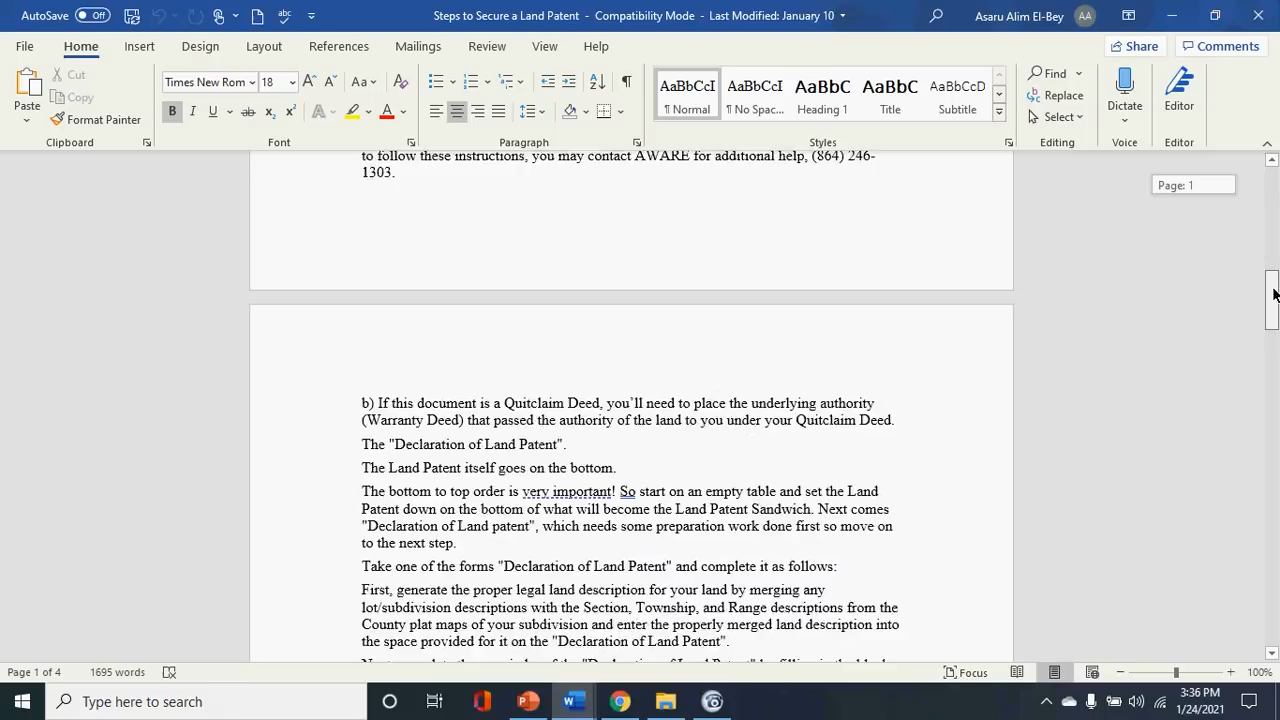 AutoSave Off
Steps to Secure a Land Patent - Compatibility Mode - Last Modified: January 10
Asaru Alim El-Bey AA
File Home Insert Design Layout References Mailings Review View Help Share Comments
Paste Cut Copy Format Painter
Times New Rom 18
AaBbCcI AaBbCcI AaBbC AaBbC AaBbCcD
¶ Normal ¶ No Spac... Heading 1 Title Subtitle
Find Replace Select
Dictate Editor
Clipboard Font Paragraph Styles Editing Voice Editor
to follow these instructions, you may contact AWARE for additional help, (864) 246-
1303.
Page: 1
b) If this document is a Quitclaim Deed, you’ll need to place the underlying authority
(Warranty Deed) that passed the authority of the land to you under your Quitclaim Deed.
The "Declaration of Land Patent".
The Land Patent itself goes on the bottom.
The bottom to top order is very important! So start on an empty table and set the Land
Patent down on the bottom of what will become the Land Patent Sandwich. Next comes
"Declaration of Land patent", which needs some preparation work done first so move on
to the next step.
Take one of the forms "Declaration of Land Patent" and complete it as follows:
First, generate the proper legal land description for your land by merging any
lot/subdivision descriptions with the Section, Township, and Range descriptions from the
County plat maps of your subdivision and enter the properly merged land description into
the space provided for it on the "Declaration of Land Patent".
Page 1 of 4 1695 words Focus 100%
Type here to search
3:36 PM
1/24/2021